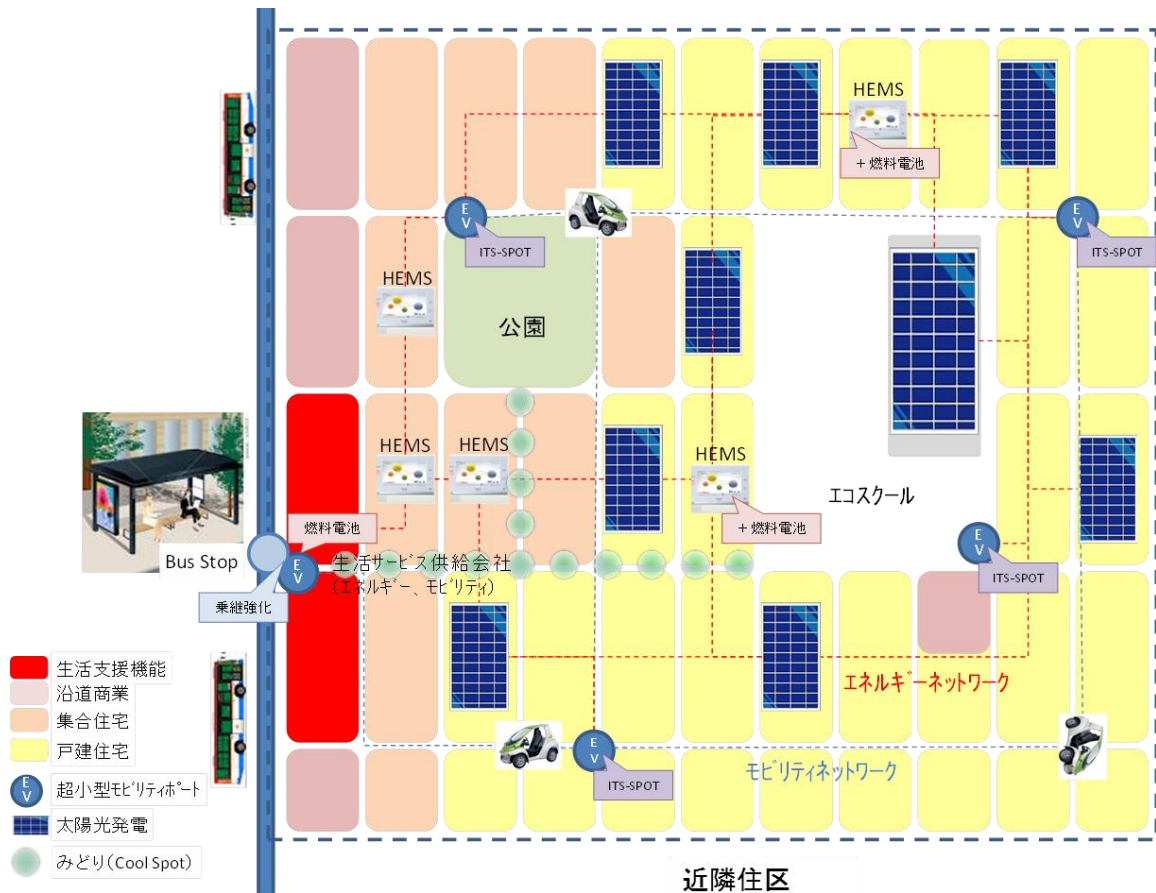 HEMS
+燃料電池
EV
ITS-SPOT
EV
ITS-SPOT
HEMS
公園
HEMS
HEMS
HEMS
エコスクール
燃料電池
+燃料電池
Bus Stop
EV
生活サービス供給会社
(エネルギー、モビリティ)
EV
ITS-SPOT
乗継強化
生活支援機能
沿道商業
集合住宅
戸建住宅
エネルギーネットワーク
EV
ITS-SPOT
モビリティネットワーク
EV
超小型モビリティポート
太陽光発電
みどり(Cool Spot)
近隣住区